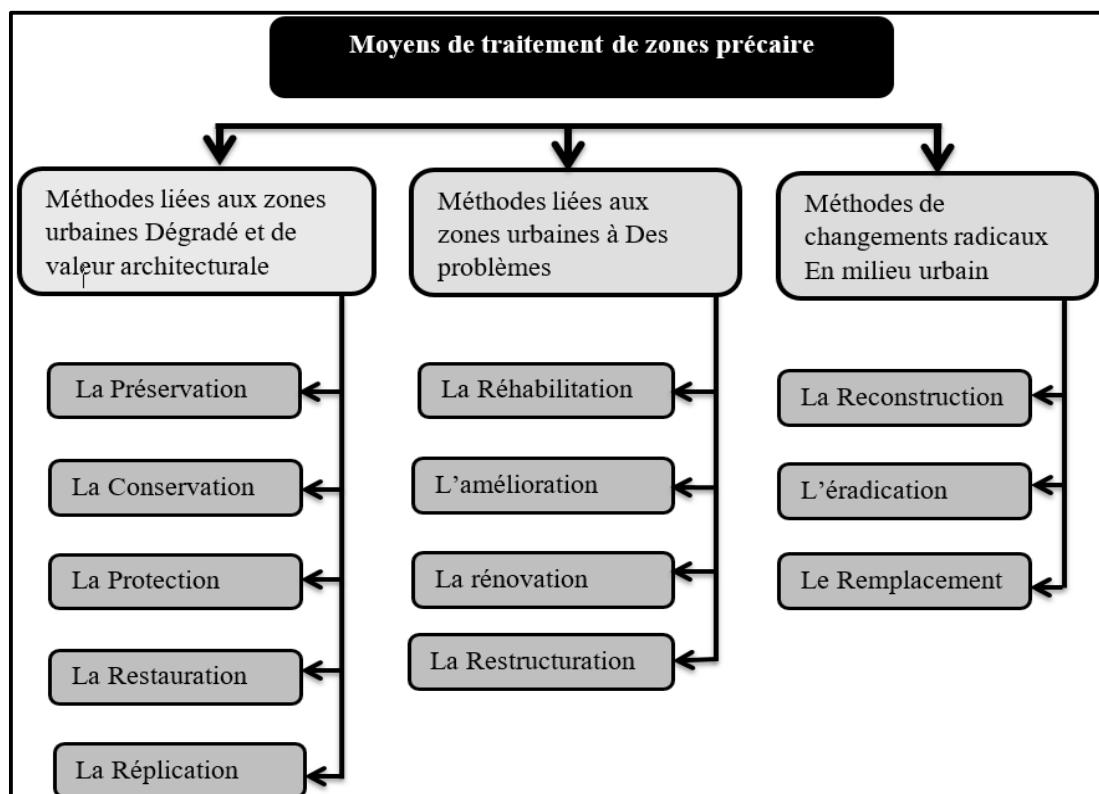 Moyens de traitement de zones précaire
Méthodes liées aux zones
urbaines Dégradé et de
valeur architecturale
La Préservation
La Conservation
La Protection
La Restauration
La Réplication
Méthodes liées aux
zones urbaines à Des
problèmes
La Réhabilitation
L’amélioration
La rénovation
La Restructuration
Méthodes de
changements radicaux
En milieu urbain
La Reconstruction
L’éradication
Le Remplacement